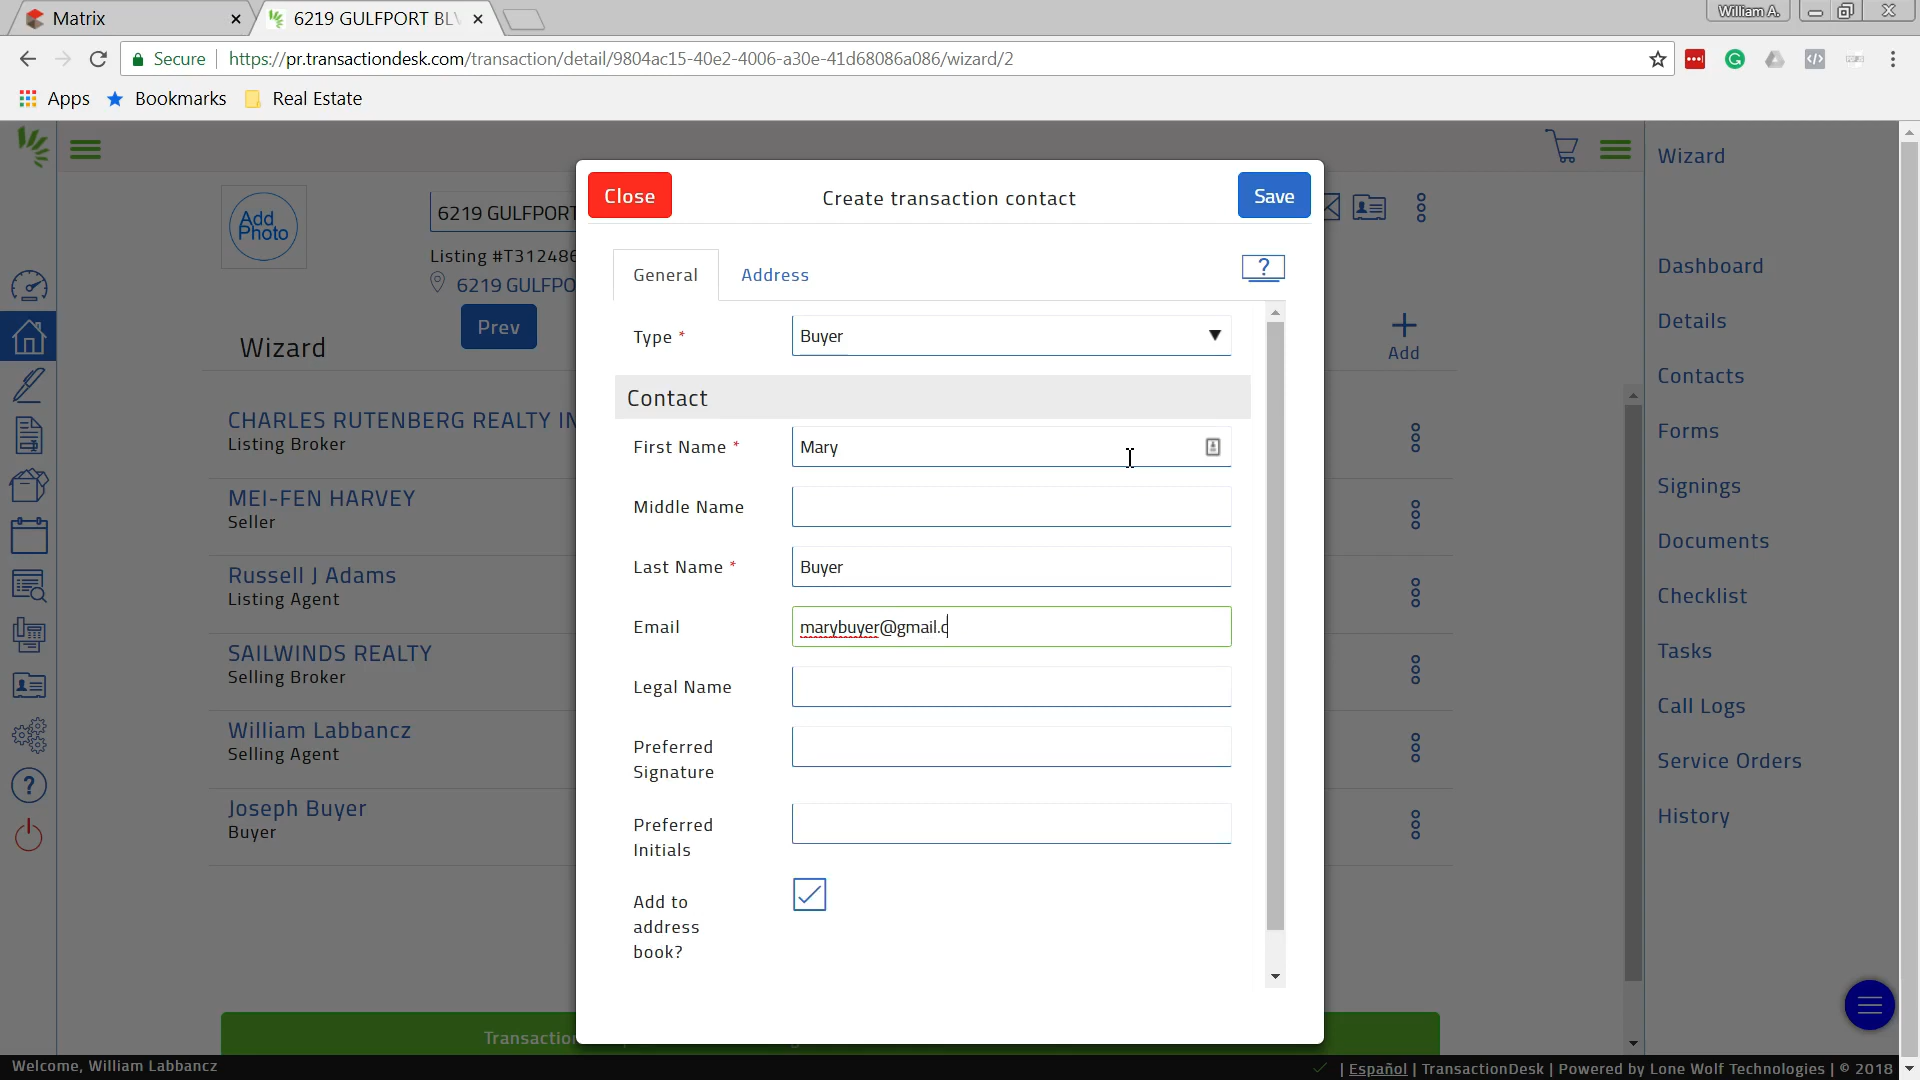 Matrix
6219 GULFPORT BL
William A.
Secure
https://pr.transactiondesk.com/transaction/detail/9804ac15-40e2-4006-a30e-41d68086a086/wizard/2
Apps
Bookmarks
Real Estate
Add
Photo
6219 GULFPORT
Listing #T312486
6219 GULFPO
Prev
Wizard
Add
CHARLES RUTENBERG REALTY IN
Listing Broker
MEI-FEN HARVEY
Seller
Russell J Adams
Listing Agent
SAILWINDS REALTY
Selling Broker
William Labbancz
Selling Agent
Joseph Buyer
Buyer
Transactio
Close
Create transaction contact
Save
General
Address
?
Type *
Buyer
Contact
First Name *
Mary
Middle Name
Last Name *
Buyer
Email
marybuyer@gmail.c
Legal Name
Preferred
Signature
Preferred
Initials
Add to
address
book?
Wizard
Dashboard
Details
Contacts
Forms
Signings
Documents
Checklist
Tasks
Call Logs
Service Orders
History
Welcome, William Labbancz
| Español | TransactionDesk | Powered by Lone Wolf Technologies | © 2018